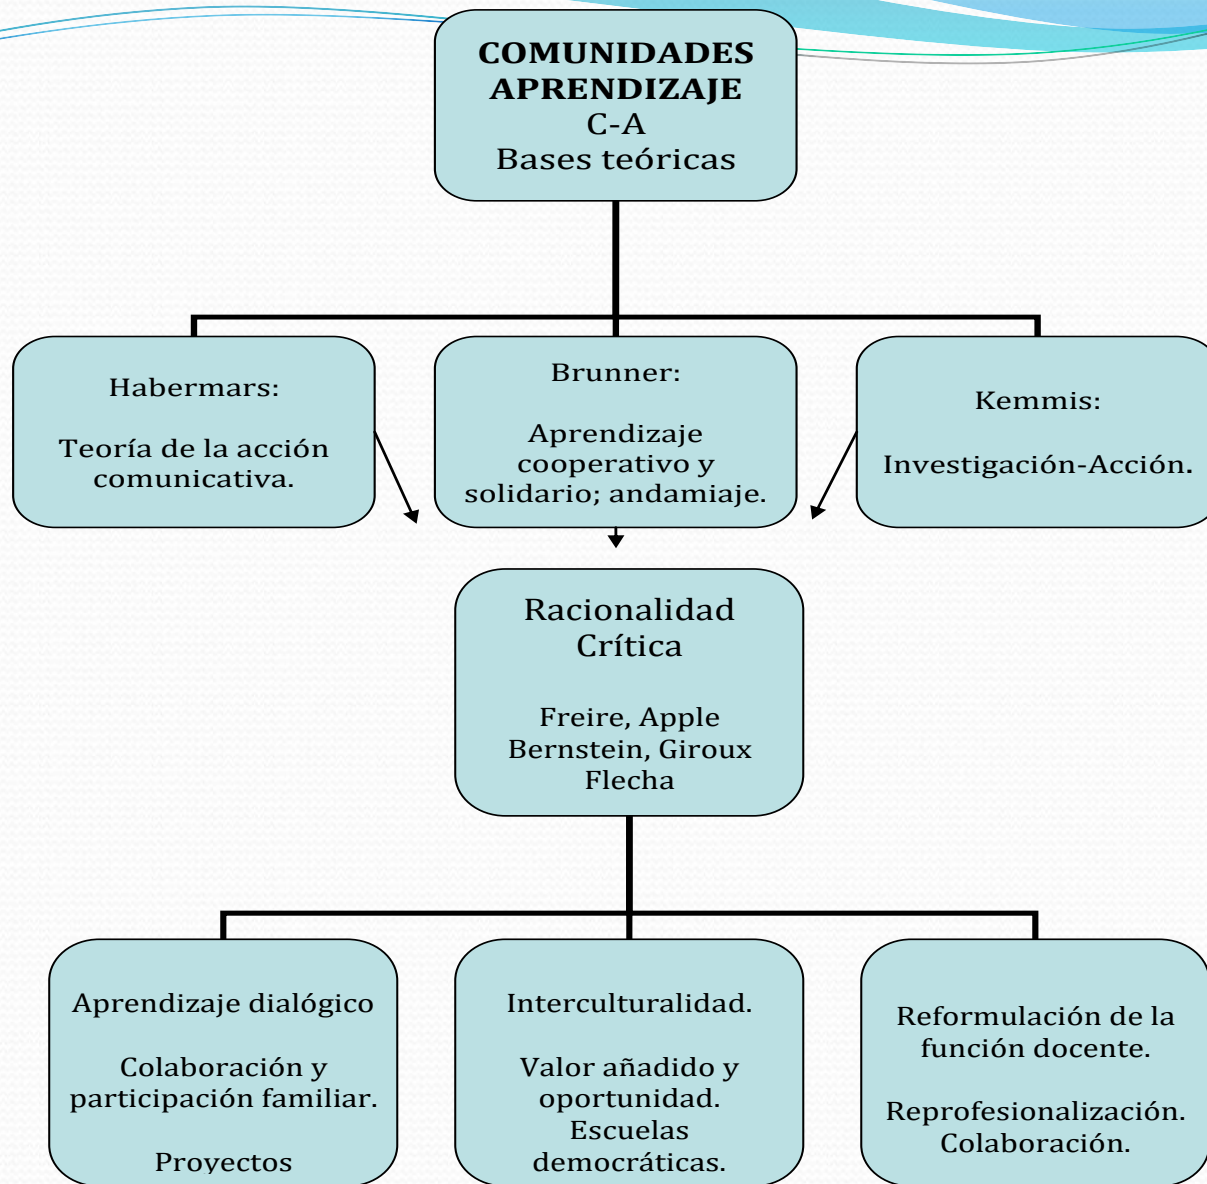 COMUNIDADES
APRENDIZAJE
C-A
Bases teóricas
Habermars:
Teoría de la acción
comunicativa.
Brunner:
Aprendizaje
cooperativo y
solidario; andamiaje.
Kemmis:
Investigación-Acción.
Racionalidad
Crítica
Freire, Apple
Bernstein, Giroux
Flecha
Aprendizaje dialógico
Colaboración y
participación familiar.
Proyectos
Interculturalidad.
Valor añadido y
oportunidad.
Escuelas
democráticas.
Reformulación de la
función docente.
Reprofesionalización.
Colaboración.